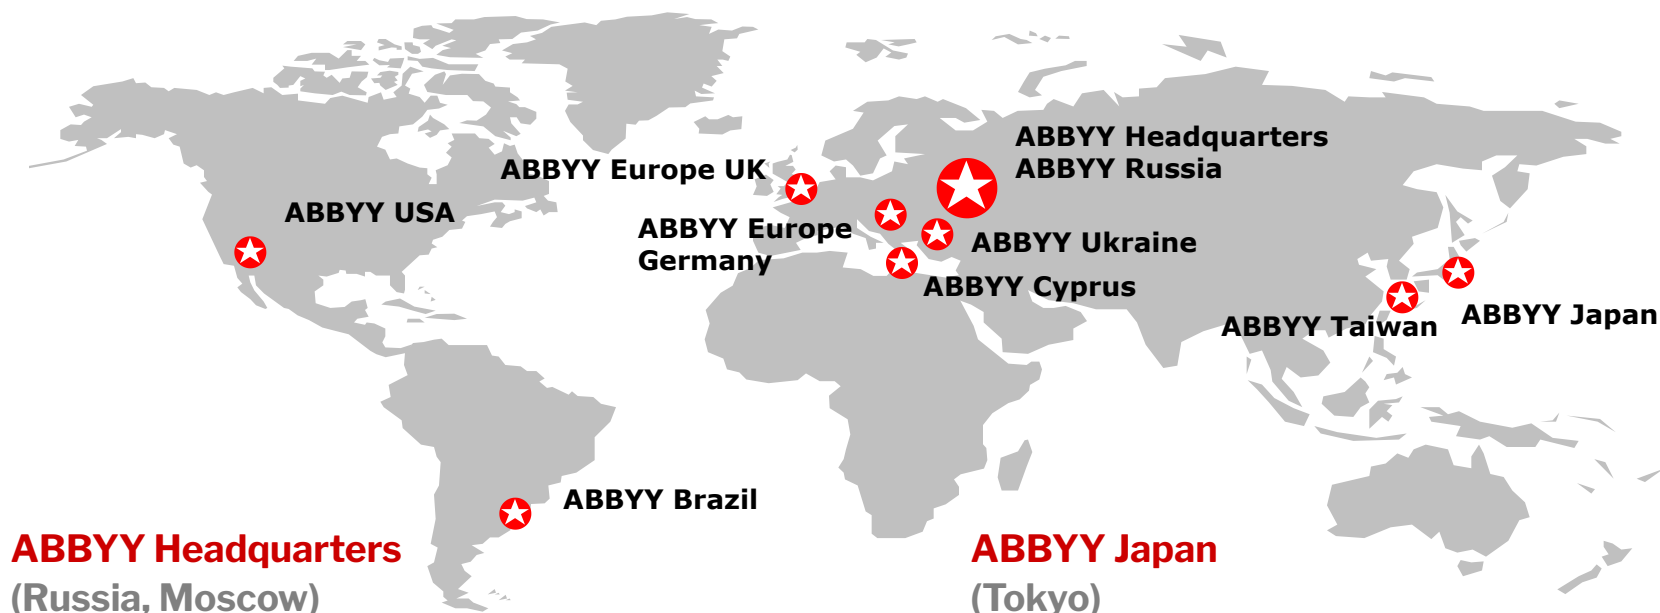 ABBYY Headquarters
ABBYY Russia
ABBYY Europe UK
ABBYY USA
ABBYY Europe
Germany
ABBYY Ukraine
ABBYY Cyprus
ABBYY Taiwan
ABBYY Japan
ABBYY Brazil
ABBYY Headquarters
(Russia, Moscow)
ABBYY Japan
(Tokyo)